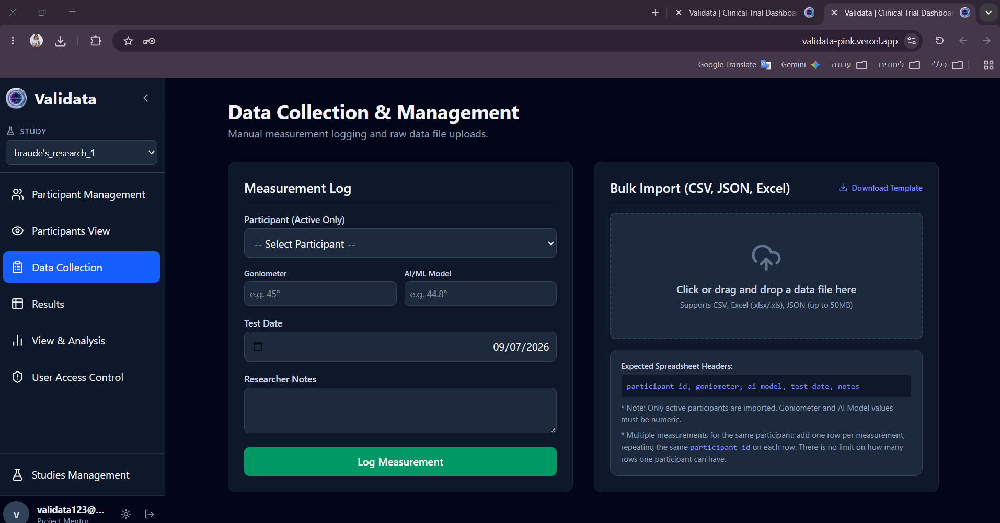 Validata | Clinical Trial Dashboar
Validata | Clinical Trial Dashboar
validata-pink.vercel.app
Google Translate
Gemini
עבודה
לימודים
כללי
Validata
STUDY
braude's_research_1
Participant Management
Participants View
Data Collection
Results
View & Analysis
User Access Control
Studies Management
V
validata123@...
Project Mentor
Data Collection & Management
Manual measurement logging and raw data file uploads.
Measurement Log
Participant (Active Only)
-- Select Participant --
Goniometer
AI/ML Model
e.g. 45°
e.g. 44.8°
Test Date
09/07/2026
Researcher Notes
Log Measurement
Bulk Import (CSV, JSON, Excel)
Download Template
Click or drag and drop a data file here
Supports CSV, Excel (.xlsx/.xls), JSON (up to 50MB)
Expected Spreadsheet Headers:
participant_id, goniometer, ai_model, test_date, notes
* Note: Only active participants are imported. Goniometer and AI Model values
must be numeric.
* Multiple measurements for the same participant: add one row per measurement,
repeating the same participant_id on each row. There is no limit on how many
rows one participant can have.